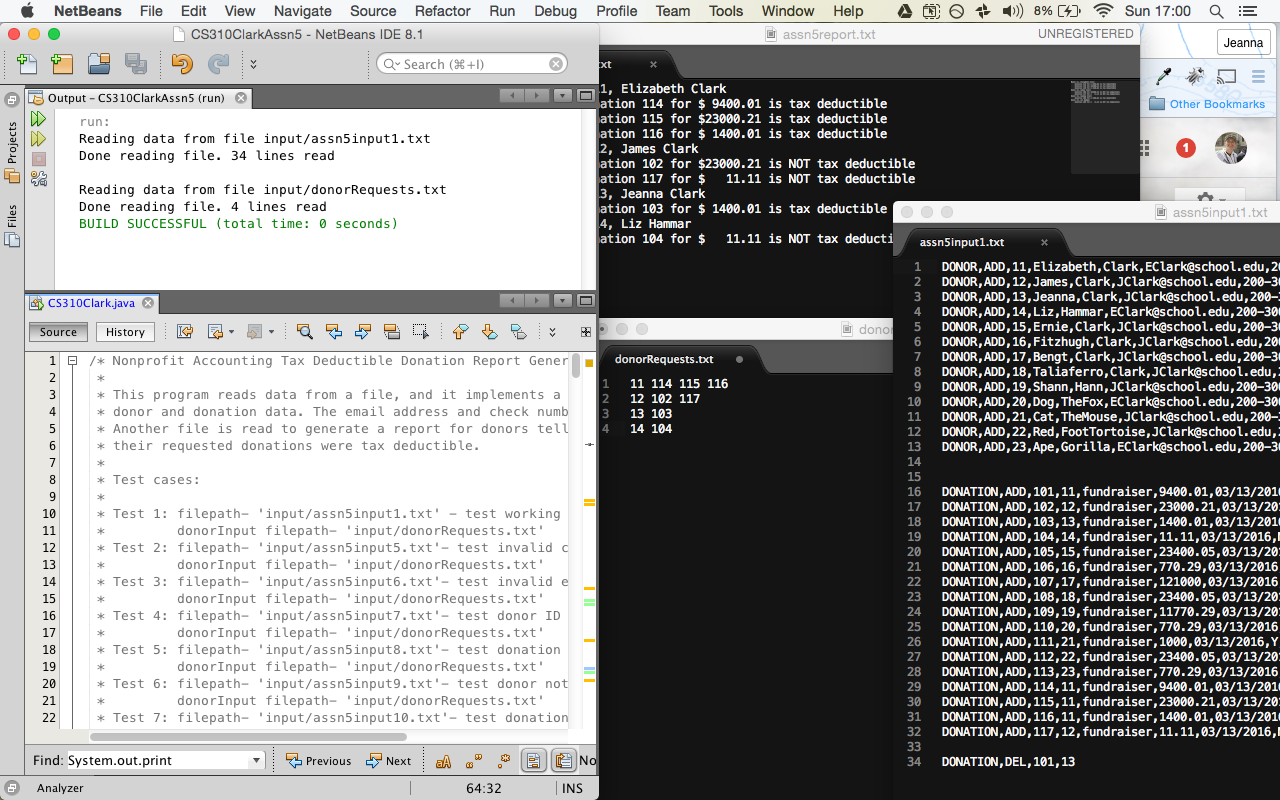 NetBeans File Edit View Navigate Source Refactor Run Debug Profile Team Tools Window Help 8% Sun 17:00
CS310ClarkAssn5 - NetBeans IDE 8.1
Search (⌘+I)
Output – CS310ClarkAssn5 (run)
run:
Reading data from file input/assn5input1.txt
Done reading file. 34 lines read
Reading data from file input/donorRequests.txt
Done reading file. 4 lines read
BUILD SUCCESSFUL (total time: 0 seconds)
Projects
Files
CS310Clark.java
Source History
1 /* Nonprofit Accounting Tax Deductible Donation Report Gener
2 *
3 * This program reads data from a file, and it implements a
4 * donor and donation data. The email address and check numb
5 * Another file is read to generate a report for donors tell
6 * their requested donations were tax deductible.
7 *
8 * Test cases:
9 *
10 * Test 1: filepath- 'input/assn5input1.txt' - test working
11 * donorInput filepath- 'input/donorRequests.txt'
12 * Test 2: filepath- 'input/assn5input5.txt'- test invalid c
13 * donorInput filepath- 'input/donorRequests.txt'
14 * Test 3: filepath- 'input/assn5input6.txt'- test invalid e
15 * donorInput filepath- 'input/donorRequests.txt'
16 * Test 4: filepath- 'input/assn5input7.txt'- test donor ID
17 * donorInput filepath- 'input/donorRequests.txt'
18 * Test 5: filepath- 'input/assn5input8.txt'- test donation
19 * donorInput filepath- 'input/donorRequests.txt'
20 * Test 6: filepath- 'input/assn5input9.txt'- test donor not
21 * donorInput filepath- 'input/donorRequests.txt'
22 * Test 7: filepath- 'input/assn5input10.txt'- test donation
Find: System.out.print Previous Next No
Analyzer 64:32 INS
assn5report.txt UNREGISTERED
xt
1, Elizabeth Clark
ation 114 for $ 9400.01 is tax deductible
ation 115 for $23000.21 is tax deductible
ation 116 for $ 1400.01 is tax deductible
2, James Clark
ation 102 for $23000.21 is NOT tax deductible
ation 117 for $ 11.11 is NOT tax deductible
3, Jeanna Clark
ation 103 for $ 1400.01 is tax deductible
4, Liz Hammar
ation 104 for $ 11.11 is NOT tax deducti
donor
donorRequests.txt
1 11 114 115 116
2 12 102 117
3 13 103
4 14 104
Jeanna
Other Bookmarks
1
assn5input1.txt
assn5input1.txt
1 DONOR,ADD,11,Elizabeth,Clark,EClark@school.edu,20
2 DONOR,ADD,12,James,Clark,JClark@school.edu,200-30
3 DONOR,ADD,13,Jeanna,Clark,JClark@school.edu,200-3
4 DONOR,ADD,14,Liz,Hammar,EClark@school.edu,200-300
5 DONOR,ADD,15,Ernie,Clark,JClark@school.edu,200-30
6 DONOR,ADD,16,Fitzhugh,Clark,JClark@school.edu,200
7 DONOR,ADD,17,Bengt,Clark,JClark@school.edu,200-30
8 DONOR,ADD,18,Taliaferro,Clark,JClark@school.edu,2
9 DONOR,ADD,19,Shann,Hann,JClark@school.edu,200-300
10 DONOR,ADD,20,Dog,TheFox,EClark@school.edu,200-300
11 DONOR,ADD,21,Cat,TheMouse,JClark@school.edu,200-3
12 DONOR,ADD,22,Red,FootTortoise,JClark@school.edu,2
13 DONOR,ADD,23,Ape,Gorilla,EClark@school.edu,200-30
14
15
16 DONATION,ADD,101,11,fundraiser,9400.01,03/13/2016
17 DONATION,ADD,102,12,fundraiser,23000.21,03/13/201
18 DONATION,ADD,103,13,fundraiser,1400.01,03/13/2016
19 DONATION,ADD,104,14,fundraiser,11.11,03/13/2016,N
20 DONATION,ADD,105,15,fundraiser,23400.05,03/13/201
21 DONATION,ADD,106,16,fundraiser,770.29,03/13/2016
22 DONATION,ADD,107,17,fundraiser,121000,03/13/2016
23 DONATION,ADD,108,18,fundraiser,23400.05,03/13/201
24 DONATION,ADD,109,19,fundraiser,11770.29,03/13/201
25 DONATION,ADD,110,20,fundraiser,770.29,03/13/2016
26 DONATION,ADD,111,21,fundraiser,1000,03/13/2016,Y
27 DONATION,ADD,112,22,fundraiser,23400.05,03/13/201
28 DONATION,ADD,113,23,fundraiser,770.29,03/13/2016
29 DONATION,ADD,114,11,fundraiser,9400.01,03/13/2016
30 DONATION,ADD,115,11,fundraiser,23000.21,03/13/201
31 DONATION,ADD,116,11,fundraiser,1400.01,03/13/2016
32 DONATION,ADD,117,12,fundraiser,11.11,03/13/2016,N
33
34 DONATION,DEL,101,13